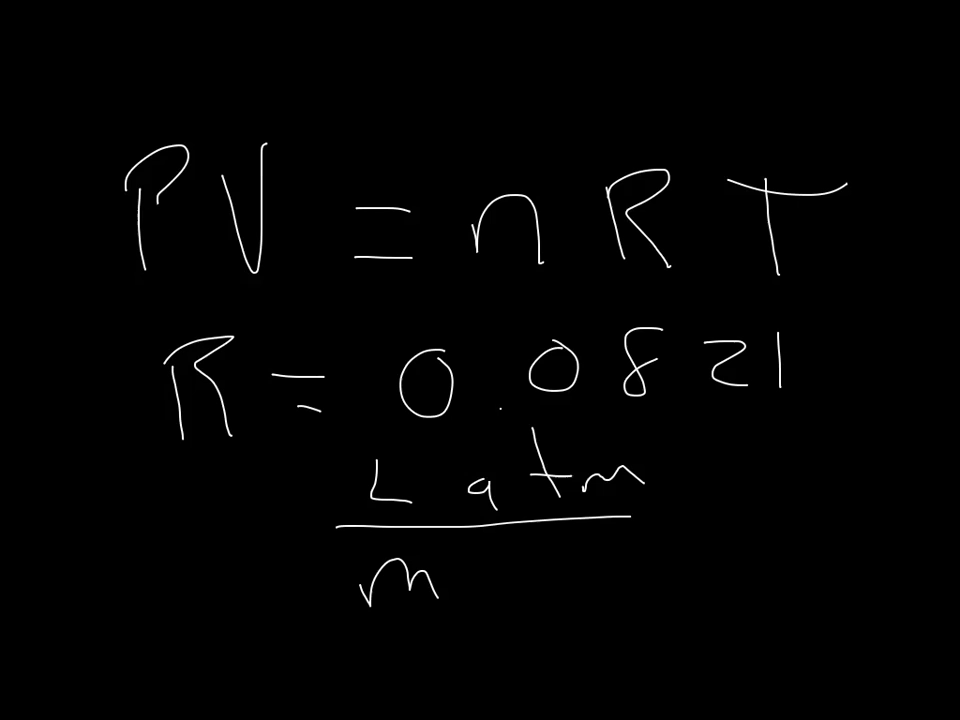 PV = nRT
R = 0.0821
L atm
m